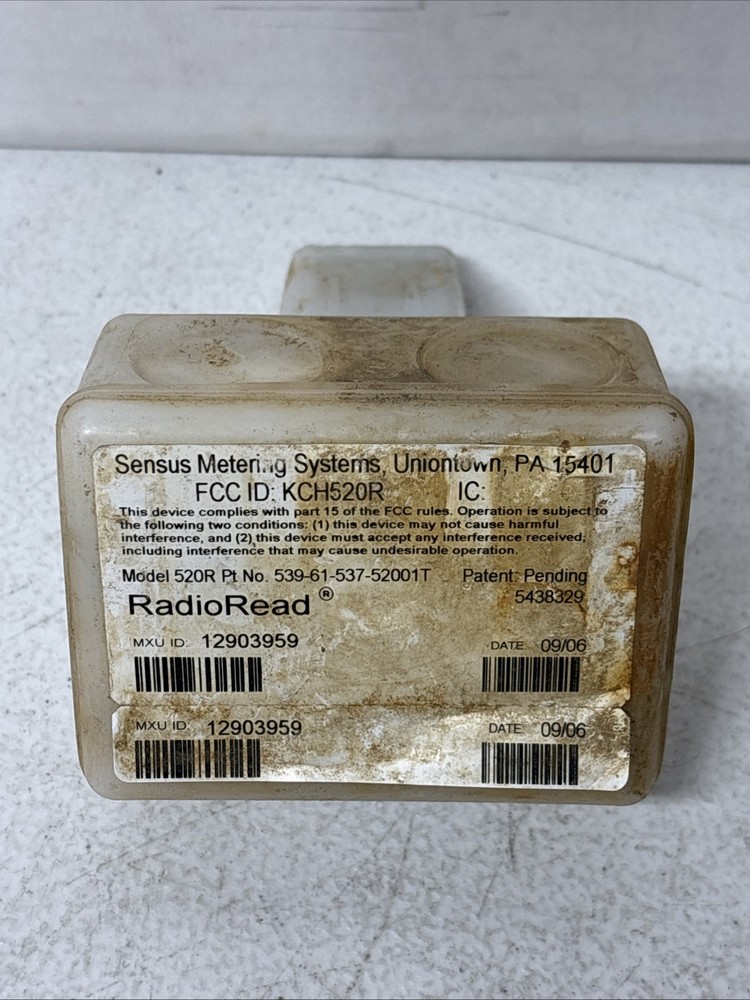 Sensus Metering Systems, Uniontown, PA 15401
FCC ID: KCH520R IC:
This device complies with part 15 of the FCC rules. Operation is subject to
the following two conditions: (1) this device may not cause harmful
interference, and (2) this device must accept any interference received,
including interference that may cause undesirable operation.
Model 520R Pt No. 539-61-537-52001T Patent: Pending
5438329
RadioRead®
MXU ID: 12903959 DATE: 09/06
MXU ID: 12903959 DATE: 09/06